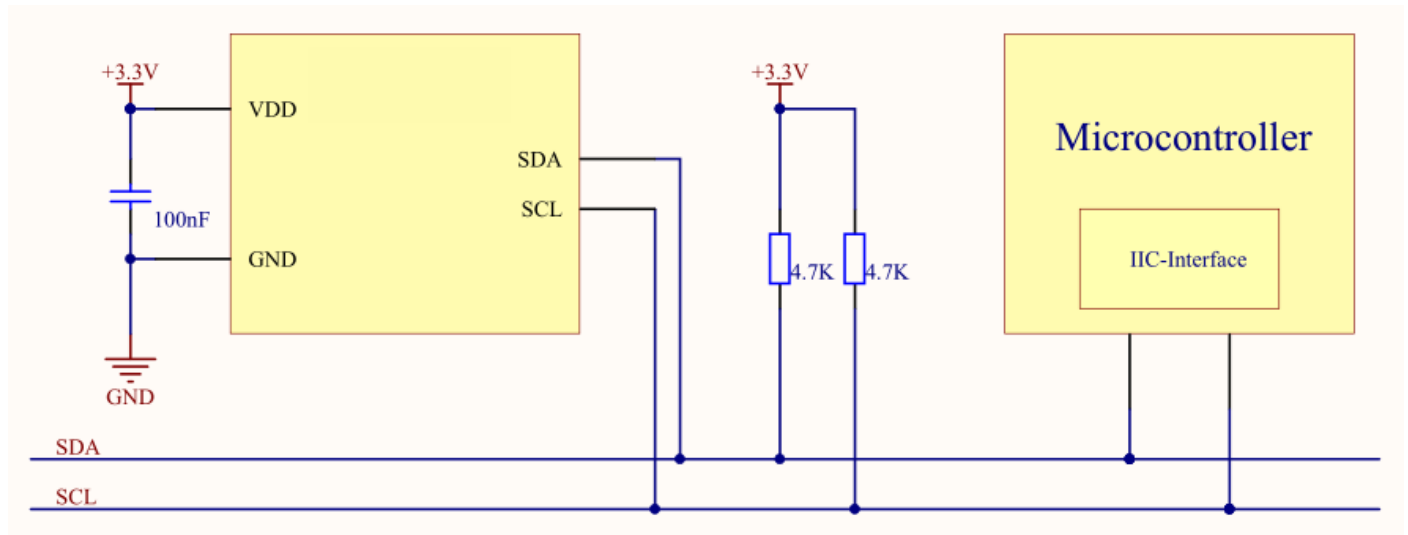 +3.3V
+3.3V
VDD
Microcontroller
SDA
SCL
100nF
GND
IIC-Interface
4.7K
4.7K
GND
SDA
SCL